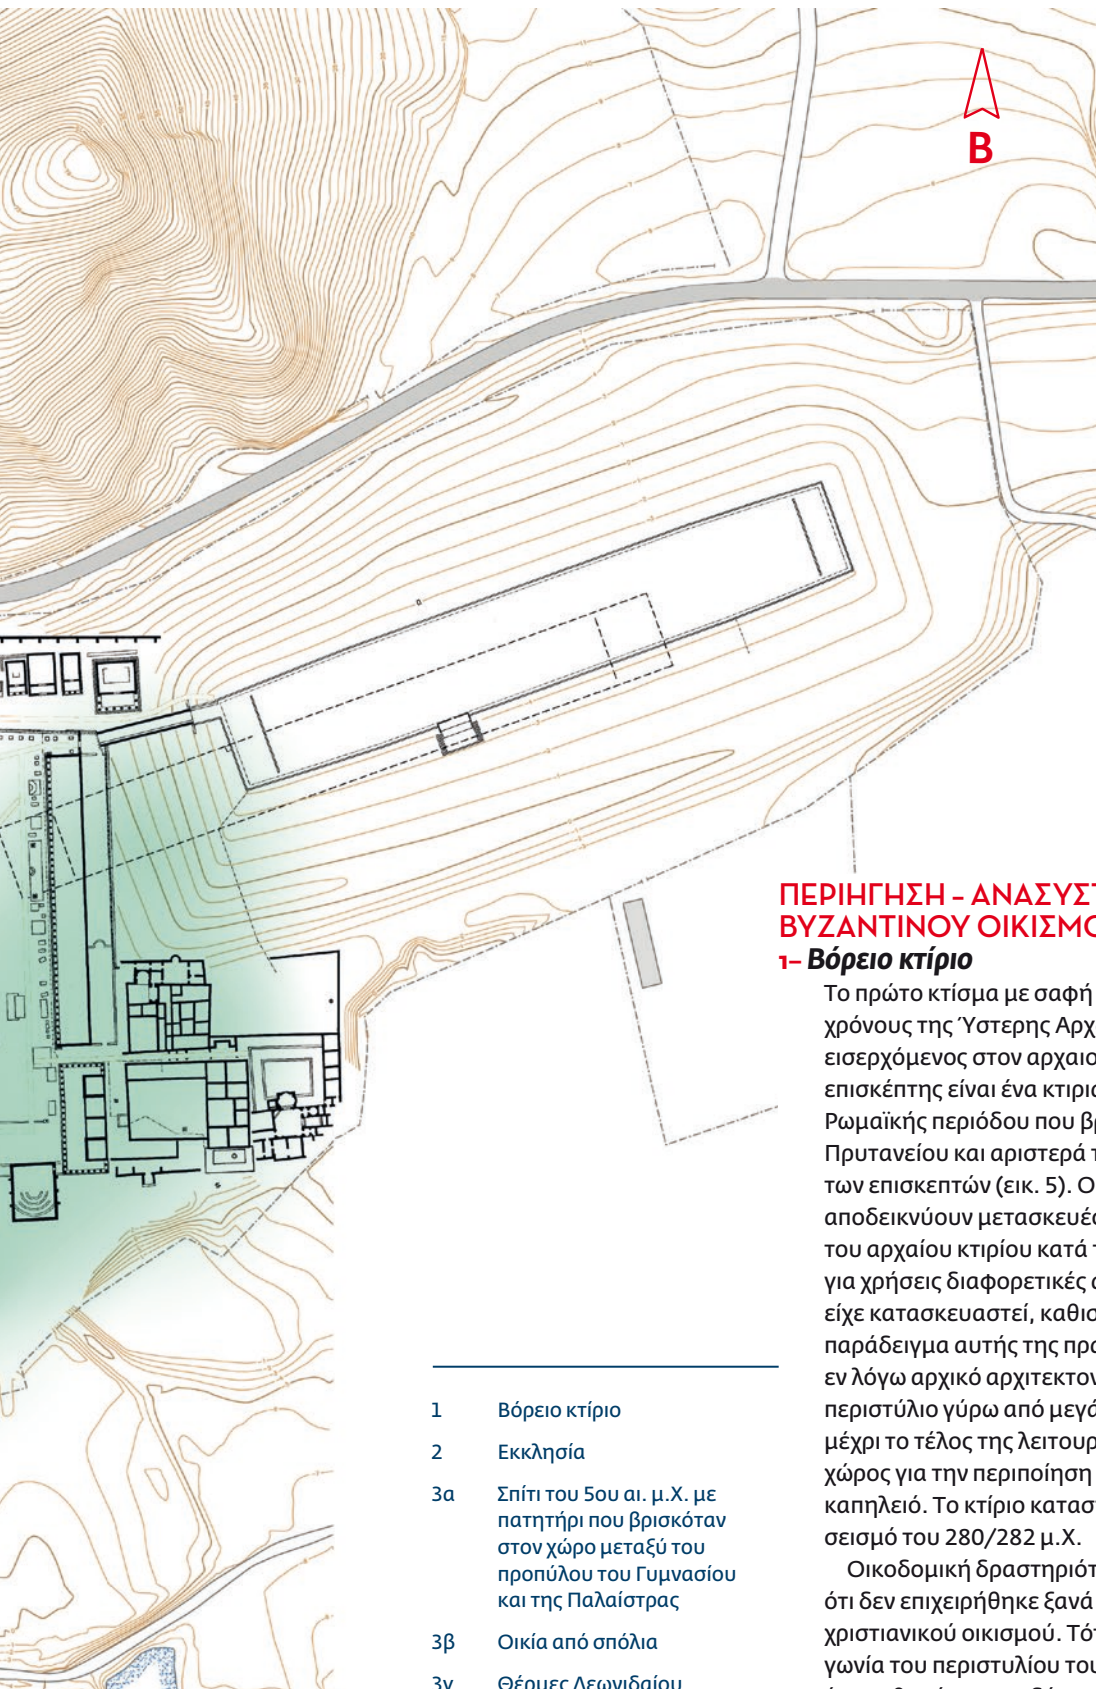 Β
ΠΕΡΙΗΓΗΣΗ – ΑΝΑΣΥΣΤ
ΒΥΖΑΝΤΙΝΟΥ ΟΙΚΙΣΜΟ
1– Βόρειο κτίριο
Το πρώτο κτίσμα με σαφή
χρόνους της Ύστερης Αρχ
εισερχόμενος στον αρχαιο
επισκέπτης είναι ένα κτιρια
Ρωμαϊκής περιόδου που βρ
Πρυτανείου και αριστερά τ
των επισκεπτών (εικ. 5). Ο
αποδεικνύουν μετασκευές
του αρχαίου κτιρίου κατά τ
για χρήσεις διαφορετικές α
είχε κατασκευαστεί, καθισ
παράδειγμα αυτής της πρα
εν λόγω αρχικό αρχιτεκτον
περιστύλιο γύρω από μεγά
μέχρι το τέλος της λειτουρ
χώρος για την περιποίηση
καπηλειό. Το κτίριο καταστ
σεισμό του 280/282 μ.Χ.
Οικοδομική δραστηριότ
ότι δεν επιχειρήθηκε ξανά
χριστιανικού οικισμού. Τότ
γωνία του περιστυλίου του
1 Βόρειο κτίριο
2 Εκκλησία
3α Σπίτι του 5ου αι. μ.Χ. με
πατητήρι που βρισκόταν
στον χώρο μεταξύ του
προπύλου του Γυμνασίου
και της Παλαίστρας
3β Οικία από σπόλια
3γ Θέρμες Λεωνιδαίου